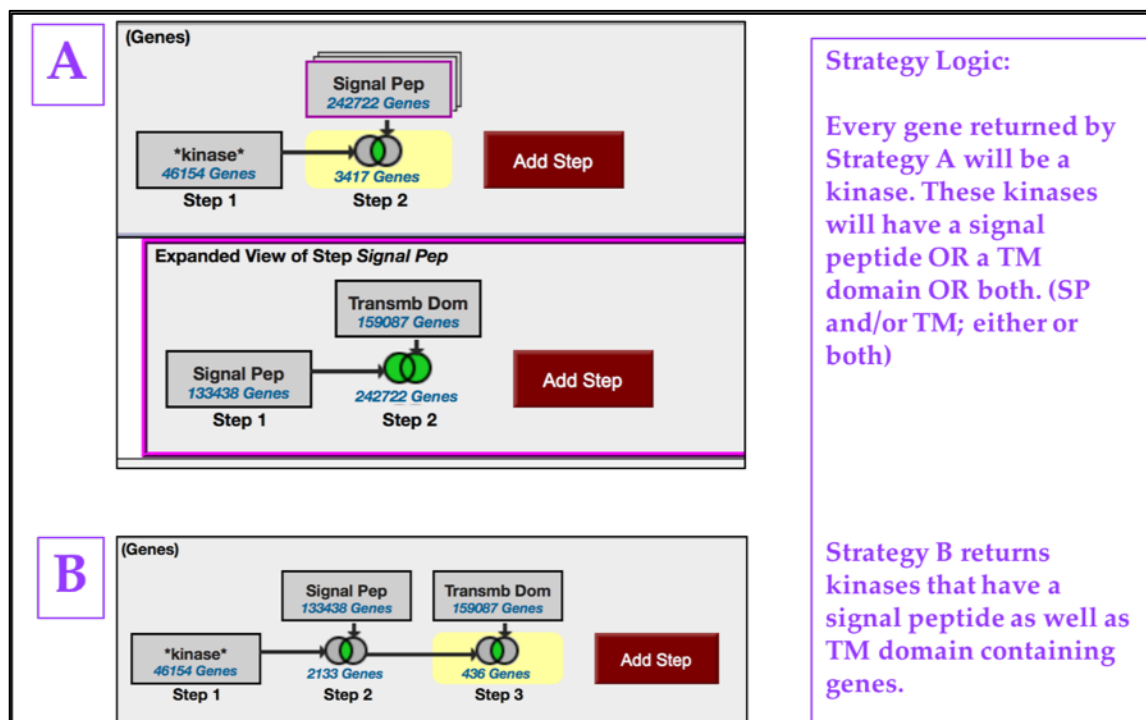 A
(Genes)
Signal Pep
242722 Genes
*kinase*
46154 Genes
Step 1
3417 Genes
Step 2
Add Step
Expanded View of Step Signal Pep
Transmb Dom
159087 Genes
Signal Pep
133438 Genes
Step 1
242722 Genes
Step 2
Add Step
Strategy Logic:
Every gene returned by
Strategy A will be a
kinase. These kinases
will have a signal
peptide OR a TM
domain OR both. (SP
and/or TM; either or
both)
B
(Genes)
Signal Pep
133438 Genes
Transmb Dom
159087 Genes
*kinase*
46154 Genes
Step 1
2133 Genes
Step 2
436 Genes
Step 3
Add Step
Strategy B returns
kinases that have a
signal peptide as well as
TM domain containing
genes.